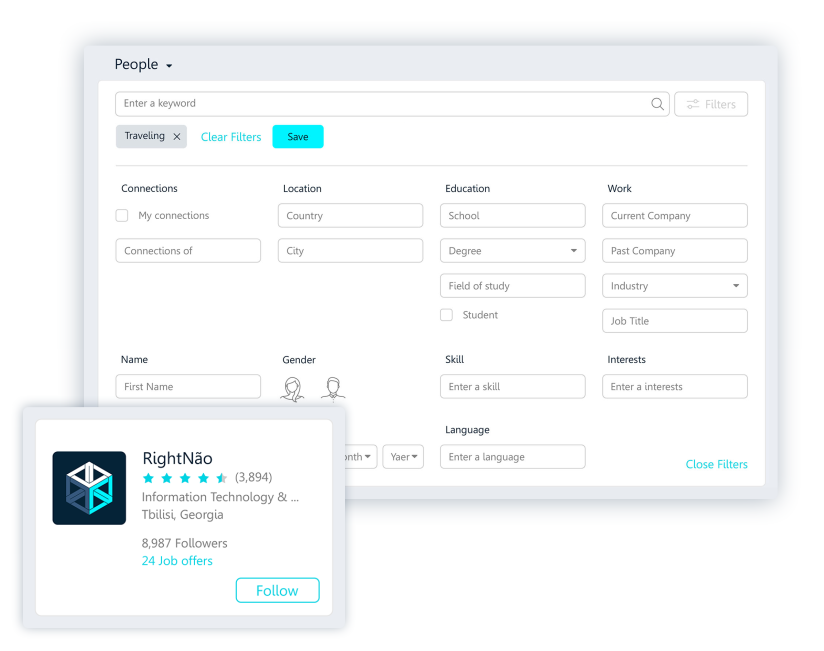 People
Enter a keyword
Filters
Traveling
Clear Filters
Save
Connections
Location
Education
Work
My connections
Country
School
Current Company
Connections of
City
Degree
Past Company
Field of study
Industry
Student
Job Title
Name
Gender
Skill
Interests
First Name
Enter a skill
Enter a interests
Language
onth
Yaer
Enter a language
Close Filters
RightNão
(3,894)
Information Technology & ...
Tbilisi, Georgia
8,987 Followers
24 Job offers
Follow